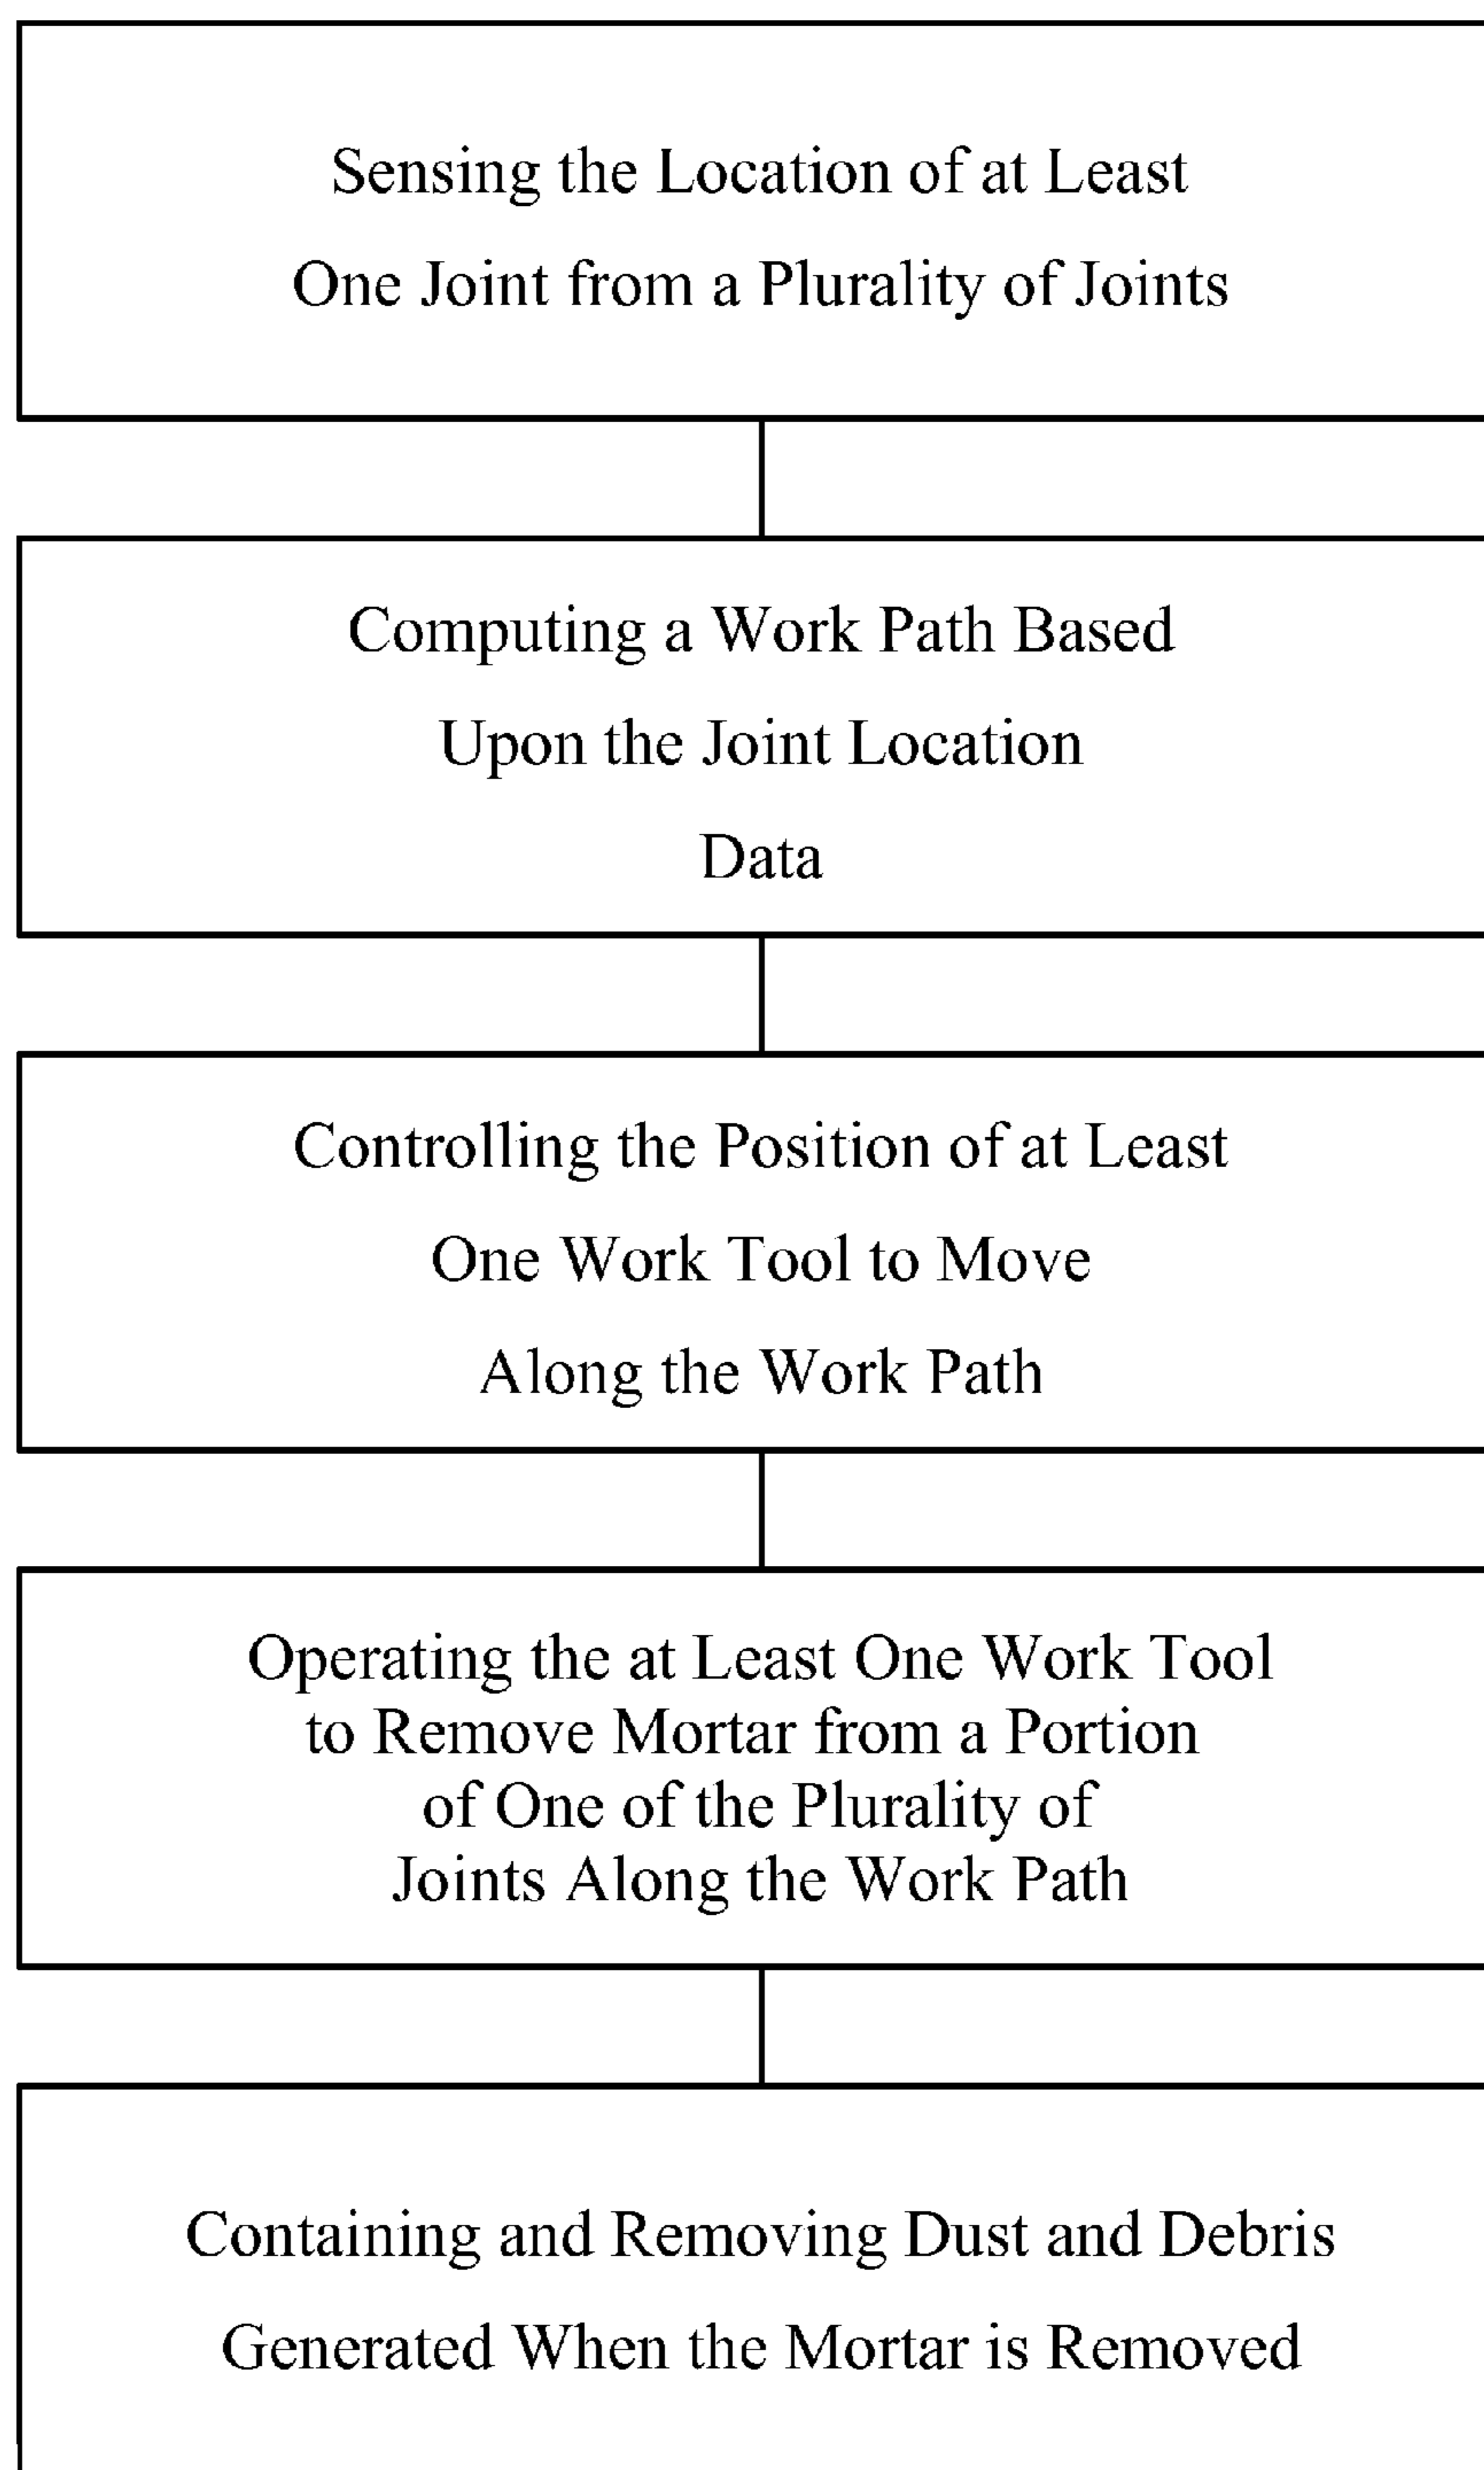 Sensing the Location of at Least
One Joint from a Plurality of Joints
Computing a Work Path Based
Upon the Joint Location
Data
Controlling the Position of at Least
One Work Tool to Move
Along the Work Path
Operating the at Least One Work Tool
to Remove Mortar from a Portion
of One of the Plurality of
Joints Along the Work Path
Containing and Removing Dust and Debris
Generated When the Mortar is Removed